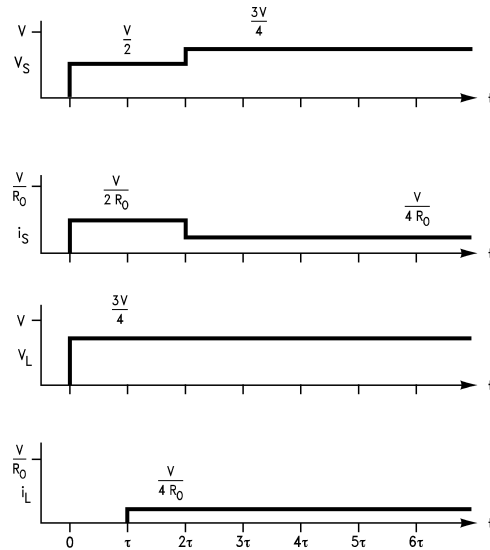 V
V/2
3V/4
V_S
t
V/R_O
V/2 R_O
V/4 R_O
i_S
t
V
3V/4
V_L
t
V/R_O
V/4 R_O
i_L
t
0 τ 2τ 3τ 4τ 5τ 6τ